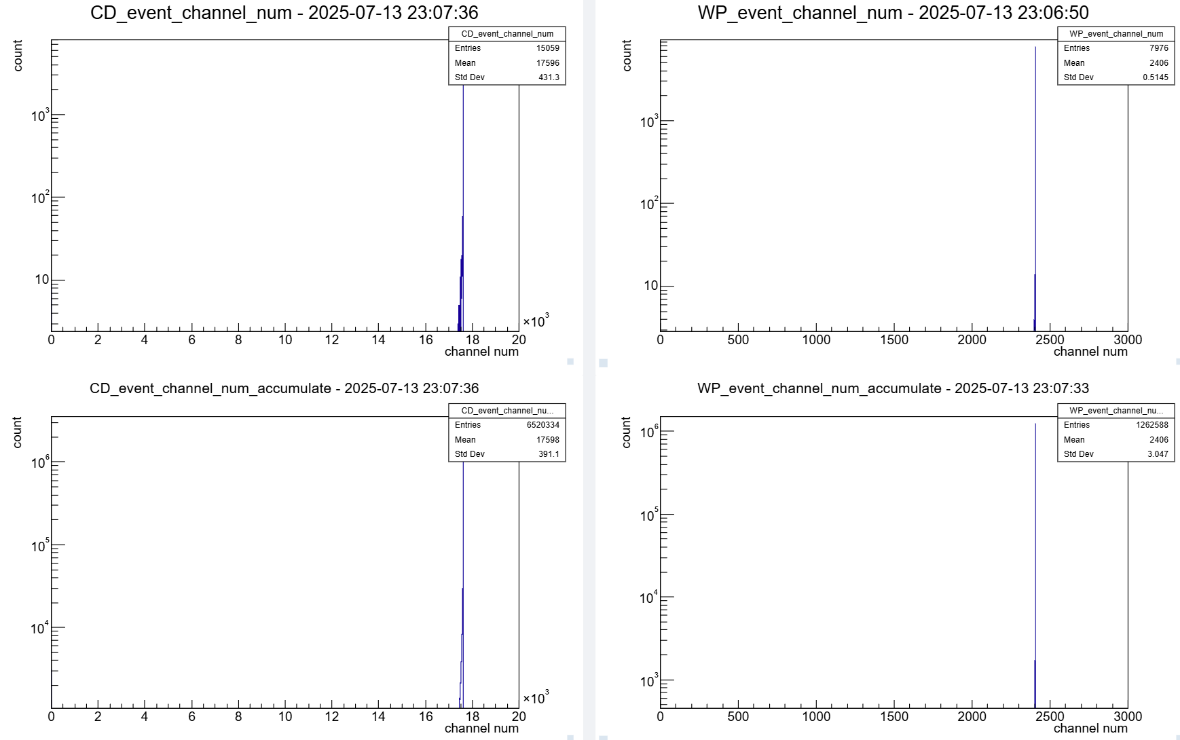 CD_event_channel_num - 2025-07-13 23:07:36
count
CD_event_channel_num
Entries 15059
Mean 17596
Std Dev 431.3
10³
10²
10
0 2 4 6 8 10 12 14 16 18 20
×10³
channel num
WP_event_channel_num - 2025-07-13 23:06:50
count
WP_event_channel_num
Entries 7976
Mean 2406
Std Dev 0.5145
10³
10²
10
0 500 1000 1500 2000 2500 3000
channel num
CD_event_channel_num_accumulate - 2025-07-13 23:07:36
count
CD_event_channel_nu...
Entries 6520334
Mean 17598
Std Dev 391.1
10⁶
10⁵
10⁴
0 2 4 6 8 10 12 14 16 18 20
×10³
channel num
WP_event_channel_num_accumulate - 2025-07-13 23:07:33
count
WP_event_channel_nu...
Entries 1262588
Mean 2406
Std Dev 3.047
10⁶
10⁵
10⁴
10³
0 500 1000 1500 2000 2500 3000
channel num